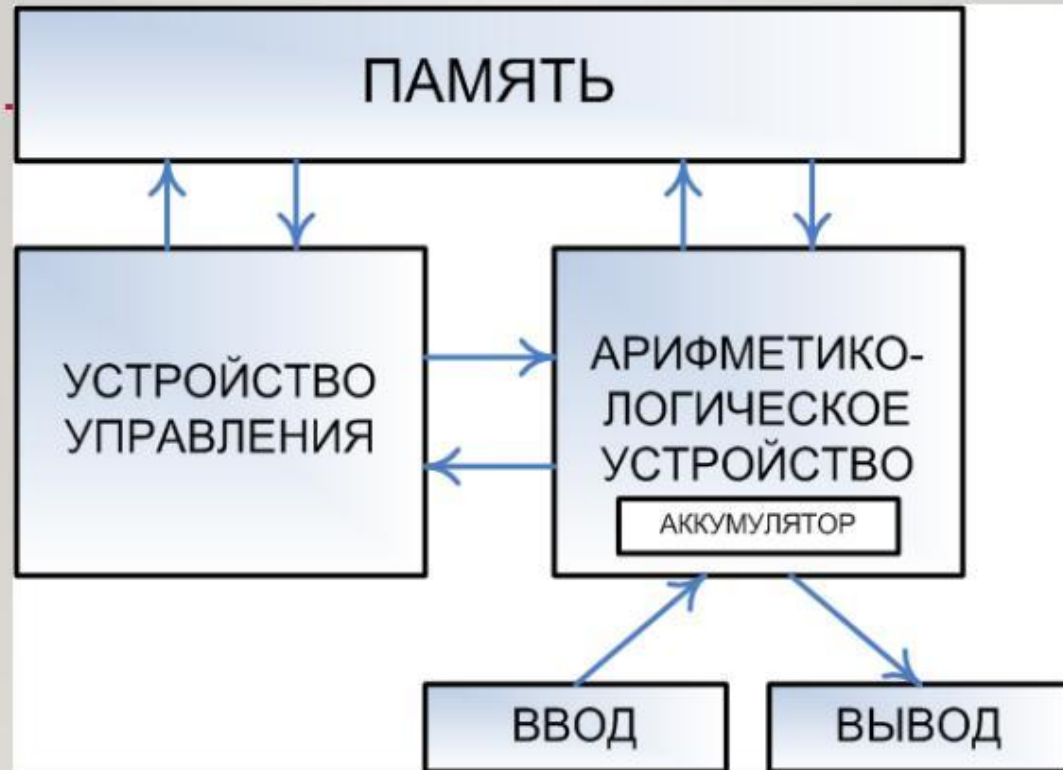 ПАМЯТЬ
УСТРОЙСТВО
УПРАВЛЕНИЯ
АРИФМЕТИКО-
ЛОГИЧЕСКОЕ
УСТРОЙСТВО
АККУМУЛЯТОР
ВВОД
ВЫВОД